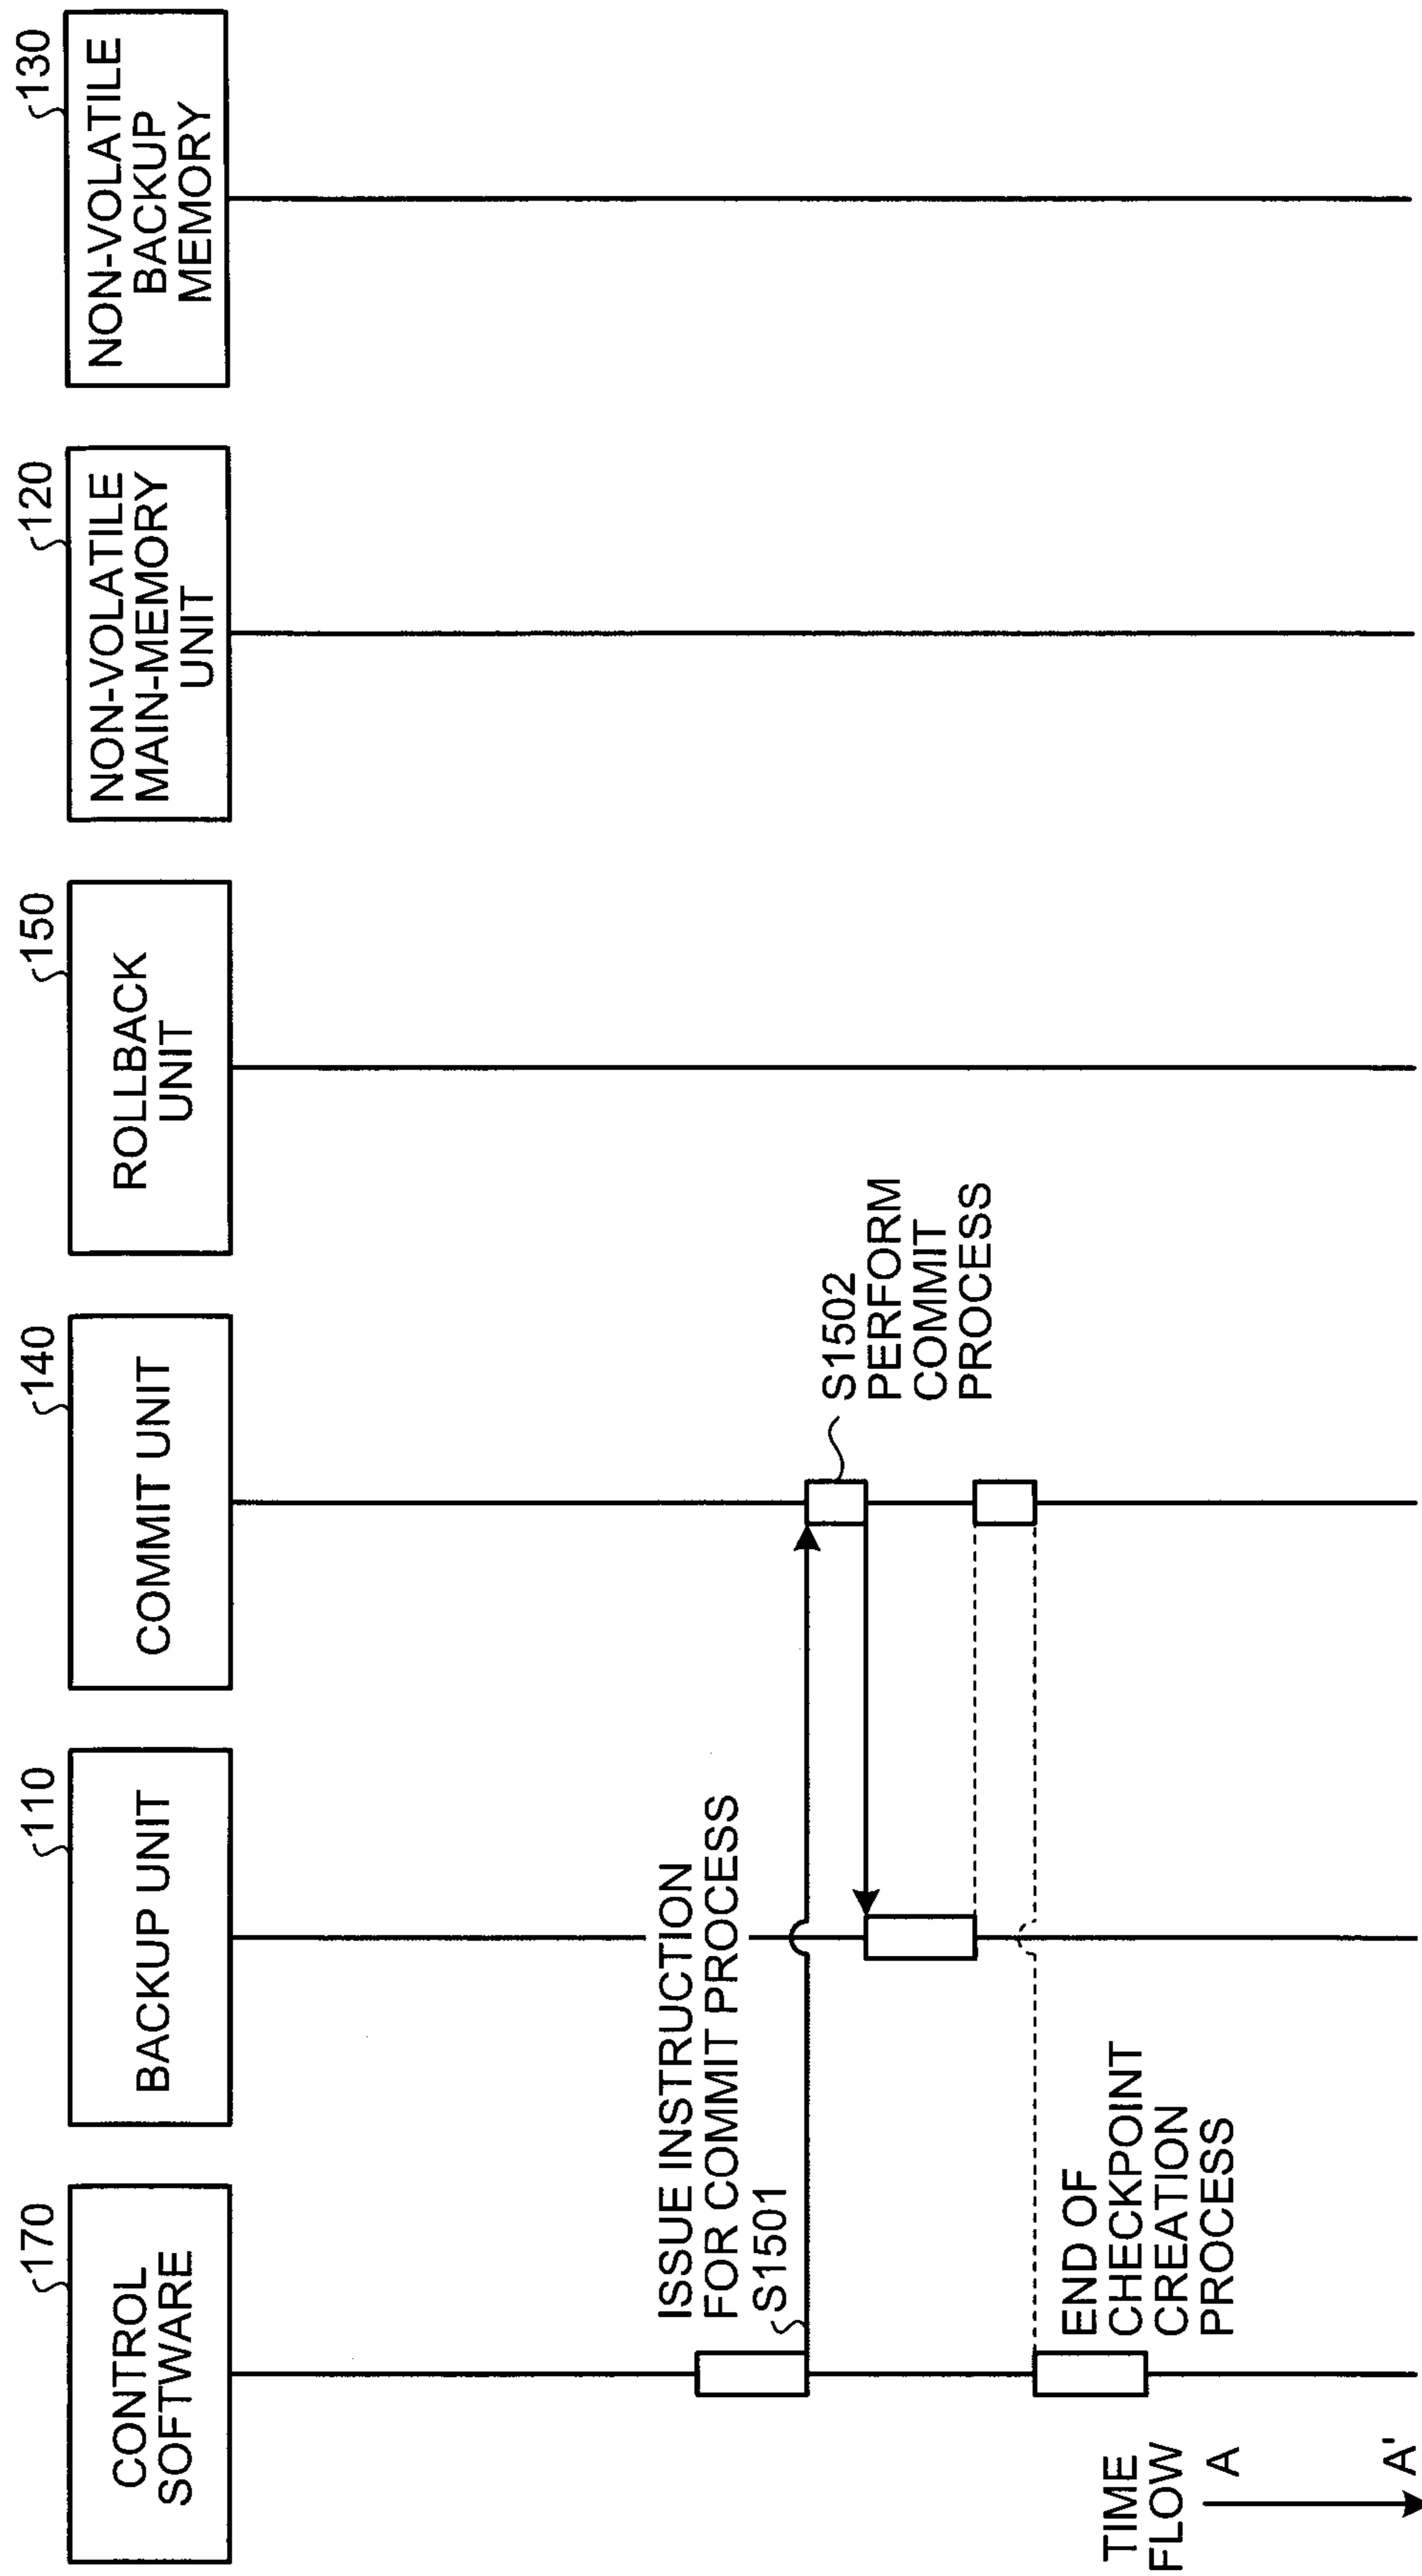 170
CONTROL
SOFTWARE
110
BACKUP UNIT
140
COMMIT UNIT
150
ROLLBACK
UNIT
120
NON-VOLATILE
MAIN-MEMORY
UNIT
130
NON-VOLATILE
BACKUP
MEMORY
ISSUE INSTRUCTION
FOR COMMIT PROCESS
S1501
S1502
PERFORM
COMMIT
PROCESS
END OF
CHECKPOINT
CREATION
PROCESS
TIME
FLOW
A
A'